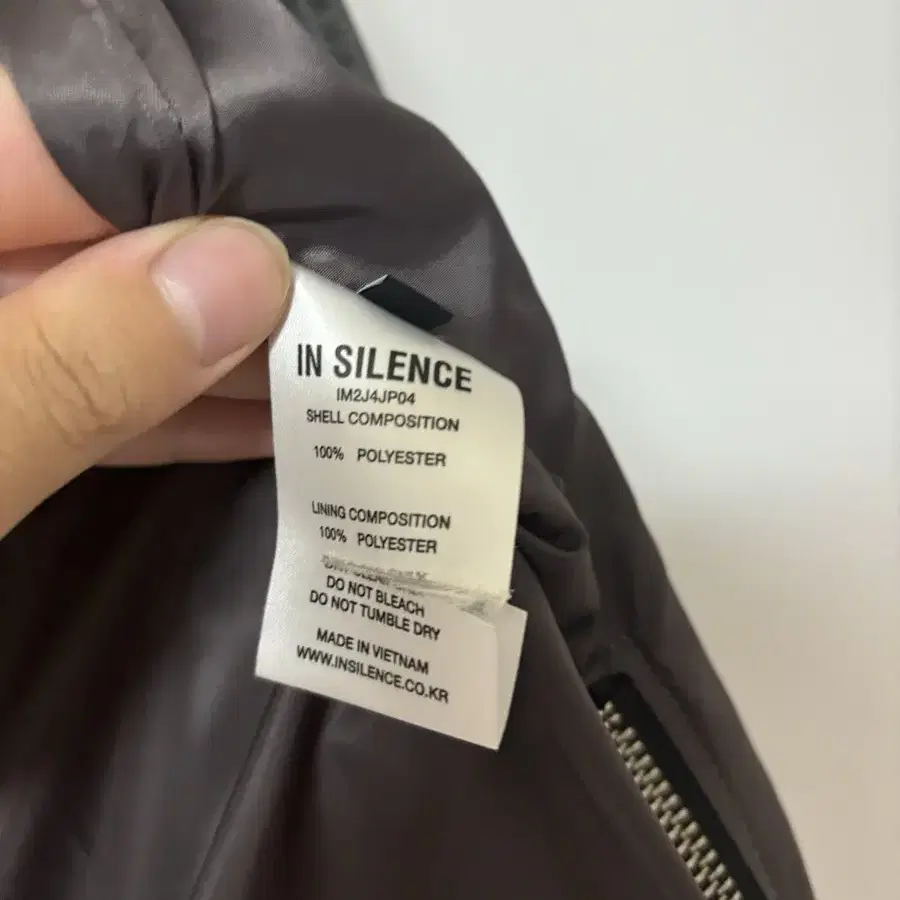 IN SILENCE
IM2J4JP04
SHELL COMPOSITION
100% POLYESTER
LINING COMPOSITION
100% POLYESTER
DO NOT BLEACH
DO NOT TUMBLE DRY
MADE IN VIETNAM
WWW.INSILENCE.CO.KR